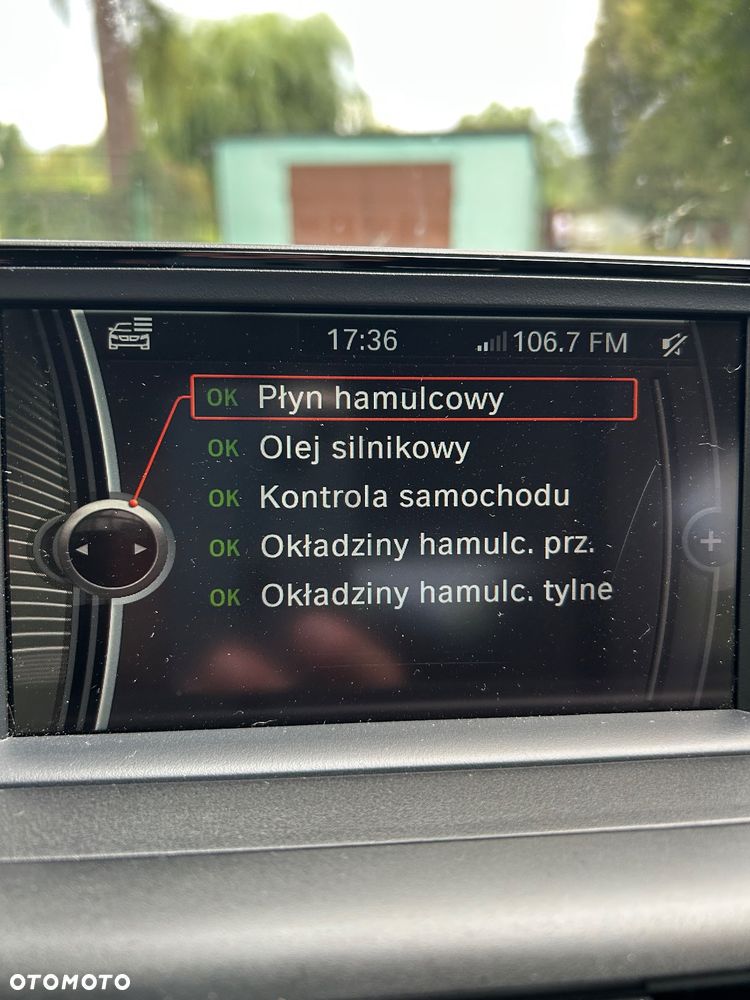 17:36 106.7 FM
OK Płyn hamulcowy
OK Olej silnikowy
OK Kontrola samochodu
OK Okładziny hamulc. prz.
OK Okładziny hamulc. tylne
OTOMOTO